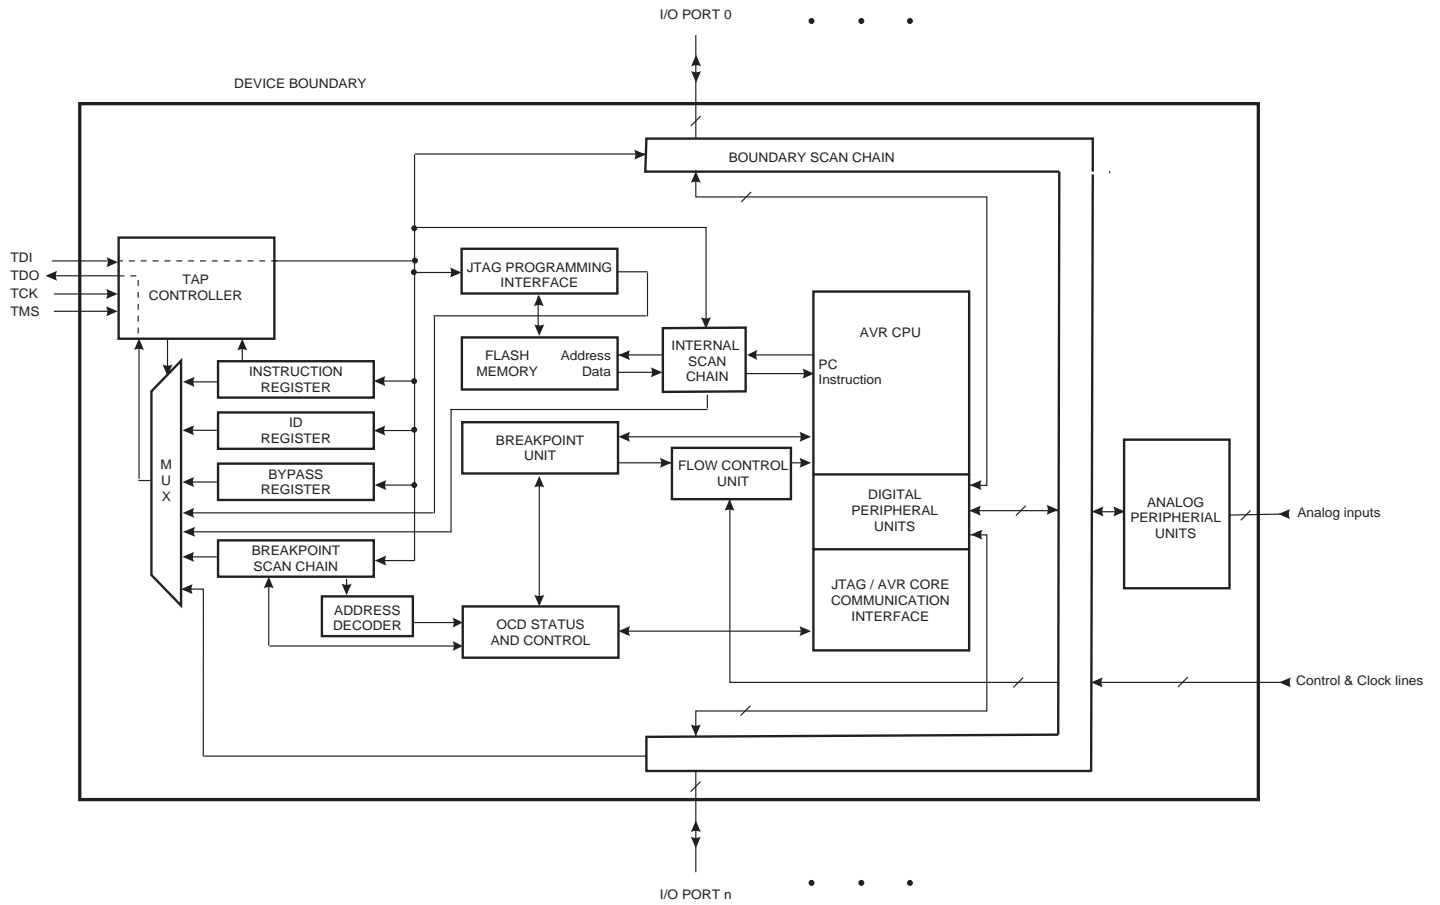 I/O PORT 0
DEVICE BOUNDARY
BOUNDARY SCAN CHAIN
TDI
TDO
TCK
TMS
TAP
CONTROLLER
JTAG PROGRAMMING
INTERFACE
AVR CPU
FLASH
MEMORY
Address
Data
INTERNAL
SCAN
CHAIN
PC
Instruction
INSTRUCTION
REGISTER
ID
REGISTER
M
U
X
BYPASS
REGISTER
BREAKPOINT
UNIT
FLOW CONTROL
UNIT
DIGITAL
PERIPHERAL
UNITS
ANALOG
PERIPHERIAL
UNITS
Analog inputs
BREAKPOINT
SCAN CHAIN
ADDRESS
DECODER
OCD STATUS
AND CONTROL
JTAG / AVR CORE
COMMUNICATION
INTERFACE
Control & Clock lines
I/O PORT n